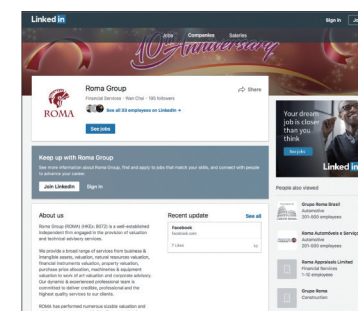 Linked in
Sign in
Jobs Companies Salaries
10 Anniversary
ROMA
Roma Group
Financial Services · Wan Chai · 193 followers
See all 53 employees on LinkedIn
See jobs
Share
Your dream
job is closer
than you
think
See jobs
Linked in
Keep up with Roma Group
See more information about Roma Group, find and apply to jobs that match your skills, and connect with people
to advance your career.
Join LinkedIn
Sign in
About us
Roma Group (ROMA) (HKEx: 8072) is a well-established
independent firm engaged in the provision of valuation
and technical advisory services.
We provide a broad range of services from business &
intangible assets, valuation, natural resources valuation,
financial instruments valuation, property valuation,
purchase price allocation, machineries & equipment
valuation to work of art valuation and corporate advisory.
Our dynamic & experienced professional team is
committed to deliver credible, professional and the
highest quality services to our clients.
ROMA has performed numerous sizable valuation and
Recent update
See all
Facebook
facebook.com
7 Likes
People also viewed
Grupo Roma Brasil
Automotive
201-500 employees
Roma Automóveis e Serviço
Automotive
201-500 employees
Roma Appraisals Limited
Financial Services
1-10 employees
Grupo Roma
Construction